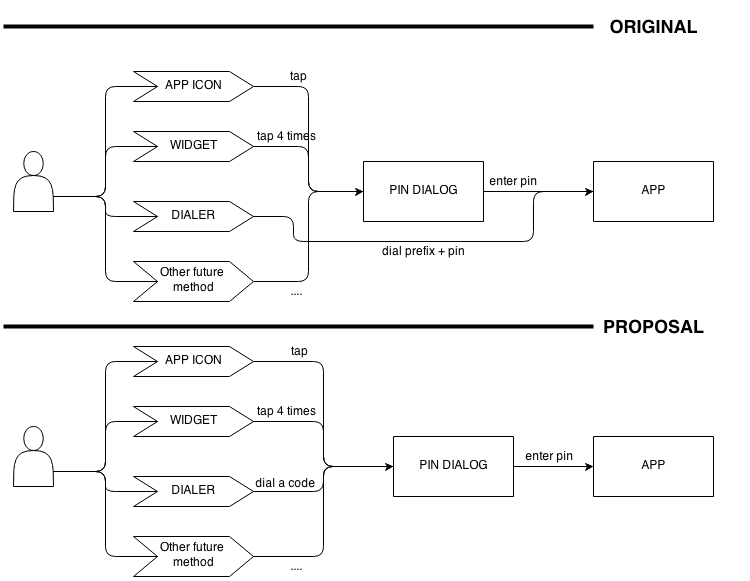 ORIGINAL
APP ICON
tap
WIDGET
tap 4 times
PIN DIALOG
enter pin
APP
DIALER
dial prefix + pin
Other future
method
....
PROPOSAL
APP ICON
tap
WIDGET
tap 4 times
PIN DIALOG
enter pin
APP
DIALER
dial a code
Other future
method
....